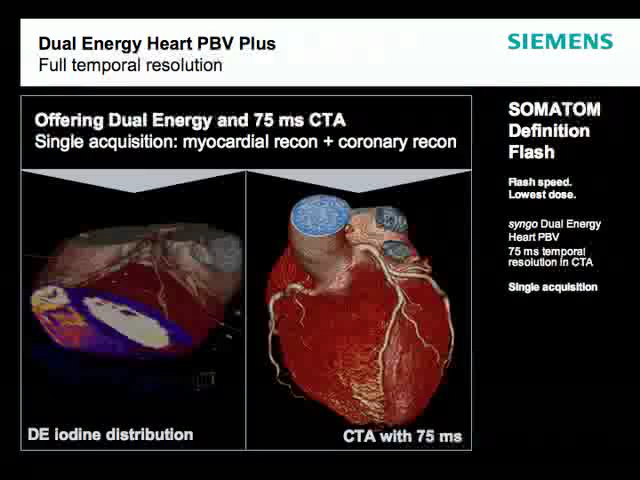 Dual Energy Heart PBV Plus
Full temporal resolution
SIEMENS
Offering Dual Energy and 75 ms CTA
Single acquisition: myocardial recon + coronary recon
DE iodine distribution
CTA with 75 ms
SOMATOM
Definition
Flash
Flash speed.
Lowest dose.
syngo Dual Energy
Heart PBV
75 ms temporal
resolution in CTA
Single acquisition